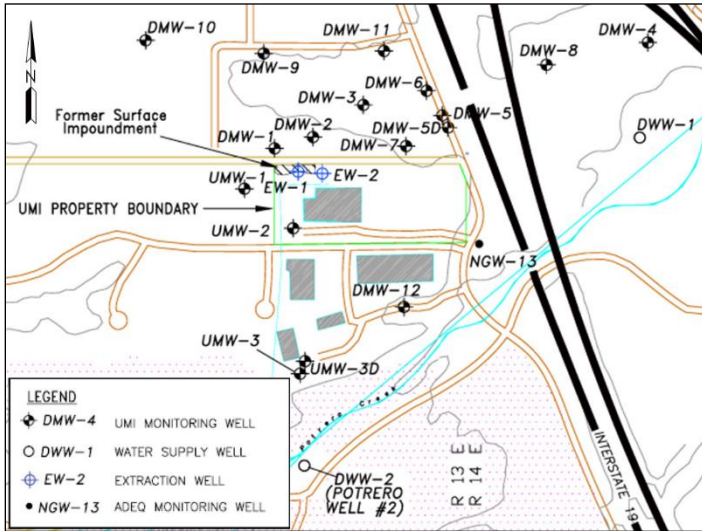 DMW-10
DMW-11
DMW-4
DMW-9
DMW-8
N
DMW-6
DMW-3
DMW-5
Former Surface
Impoundment
DMW-5D
DWW-1
DMW-2
DMW-1
DMW-7
UMW-1
EW-1
EW-2
UMI PROPERTY BOUNDARY
UMW-2
NGW-13
DMW-12
UMW-3
UMW-3D
Potrero Creek
LEGEND
DMW-4 UMI MONITORING WELL
DWW-1 WATER SUPPLY WELL
EW-2 EXTRACTION WELL
NGW-13 ADEQ MONITORING WELL
DWW-2
(POTRERO
WELL #2)
R 13 E
R 14 E
INTERSTATE 19